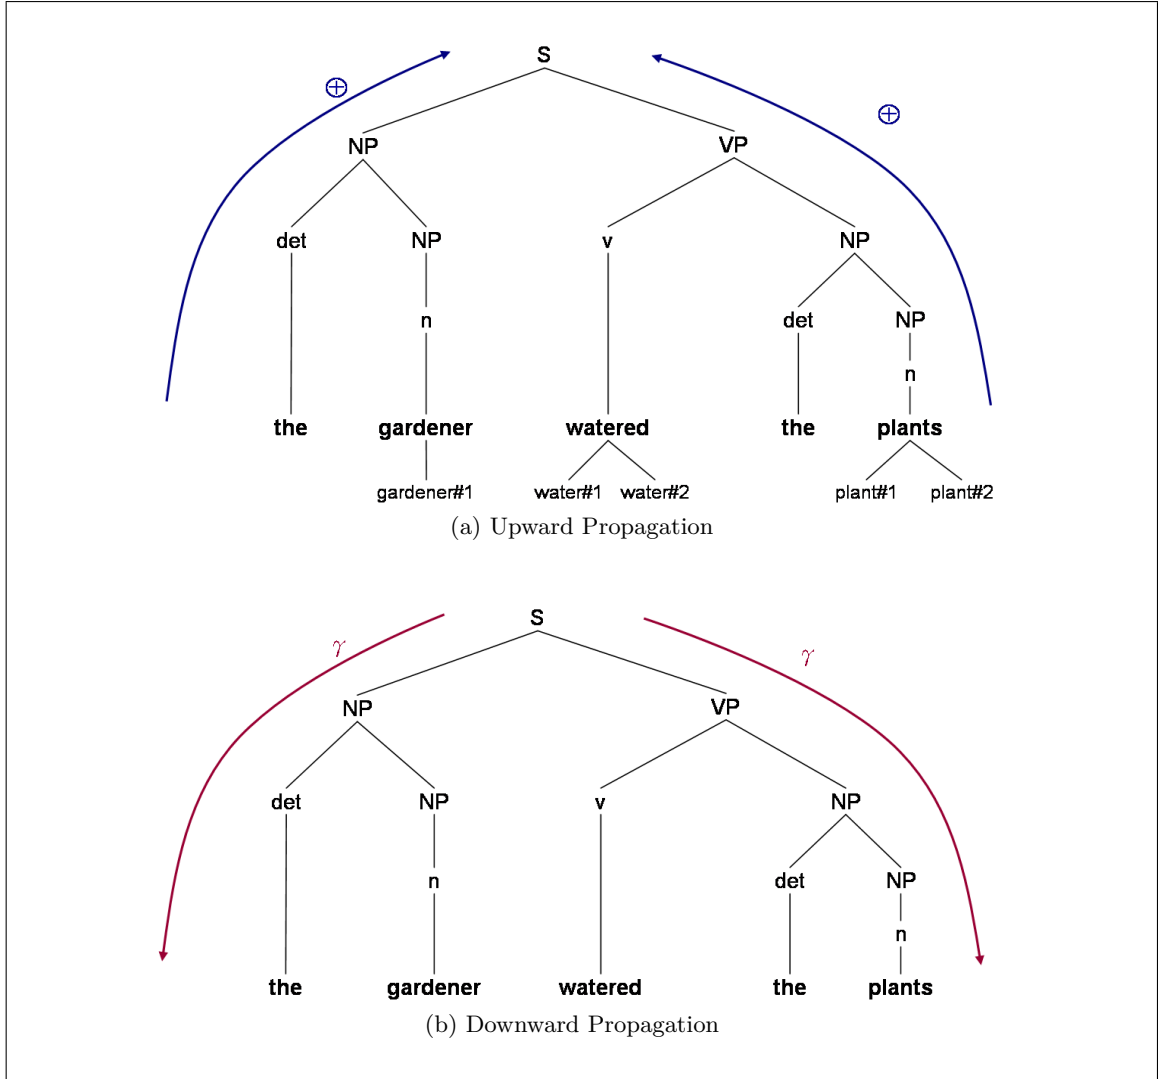 S
⊕
⊕
NP VP
det NP v NP
n det NP
n
the gardener watered the plants
gardener#1 water#1 water#2 plant#1 plant#2
(a) Upward Propagation
S
γ γ
NP VP
det NP v NP
n det NP
n
the gardener watered the plants
(b) Downward Propagation